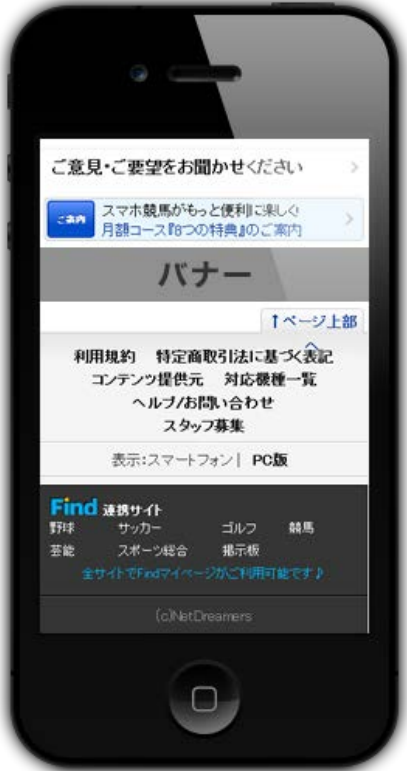 ご意見・ご要望をお聞かせください
ご案内
スマホ競馬がもっと便利に楽しく
月額コース『8つの特典』のご案内
バナー
↑ページ上部
利用規約 特定商取引法に基づく表記
コンテンツ提供元 対応機種一覧
ヘルプ/お問い合わせ
スタッフ募集
表示:スマートフォン| PC版
Find 連携サイト
野球 サッカー ゴルフ 競馬
芸能 スポーツ総合 掲示板
全サイトでFindマイページがご利用可能です♪
(c)NetDreamers